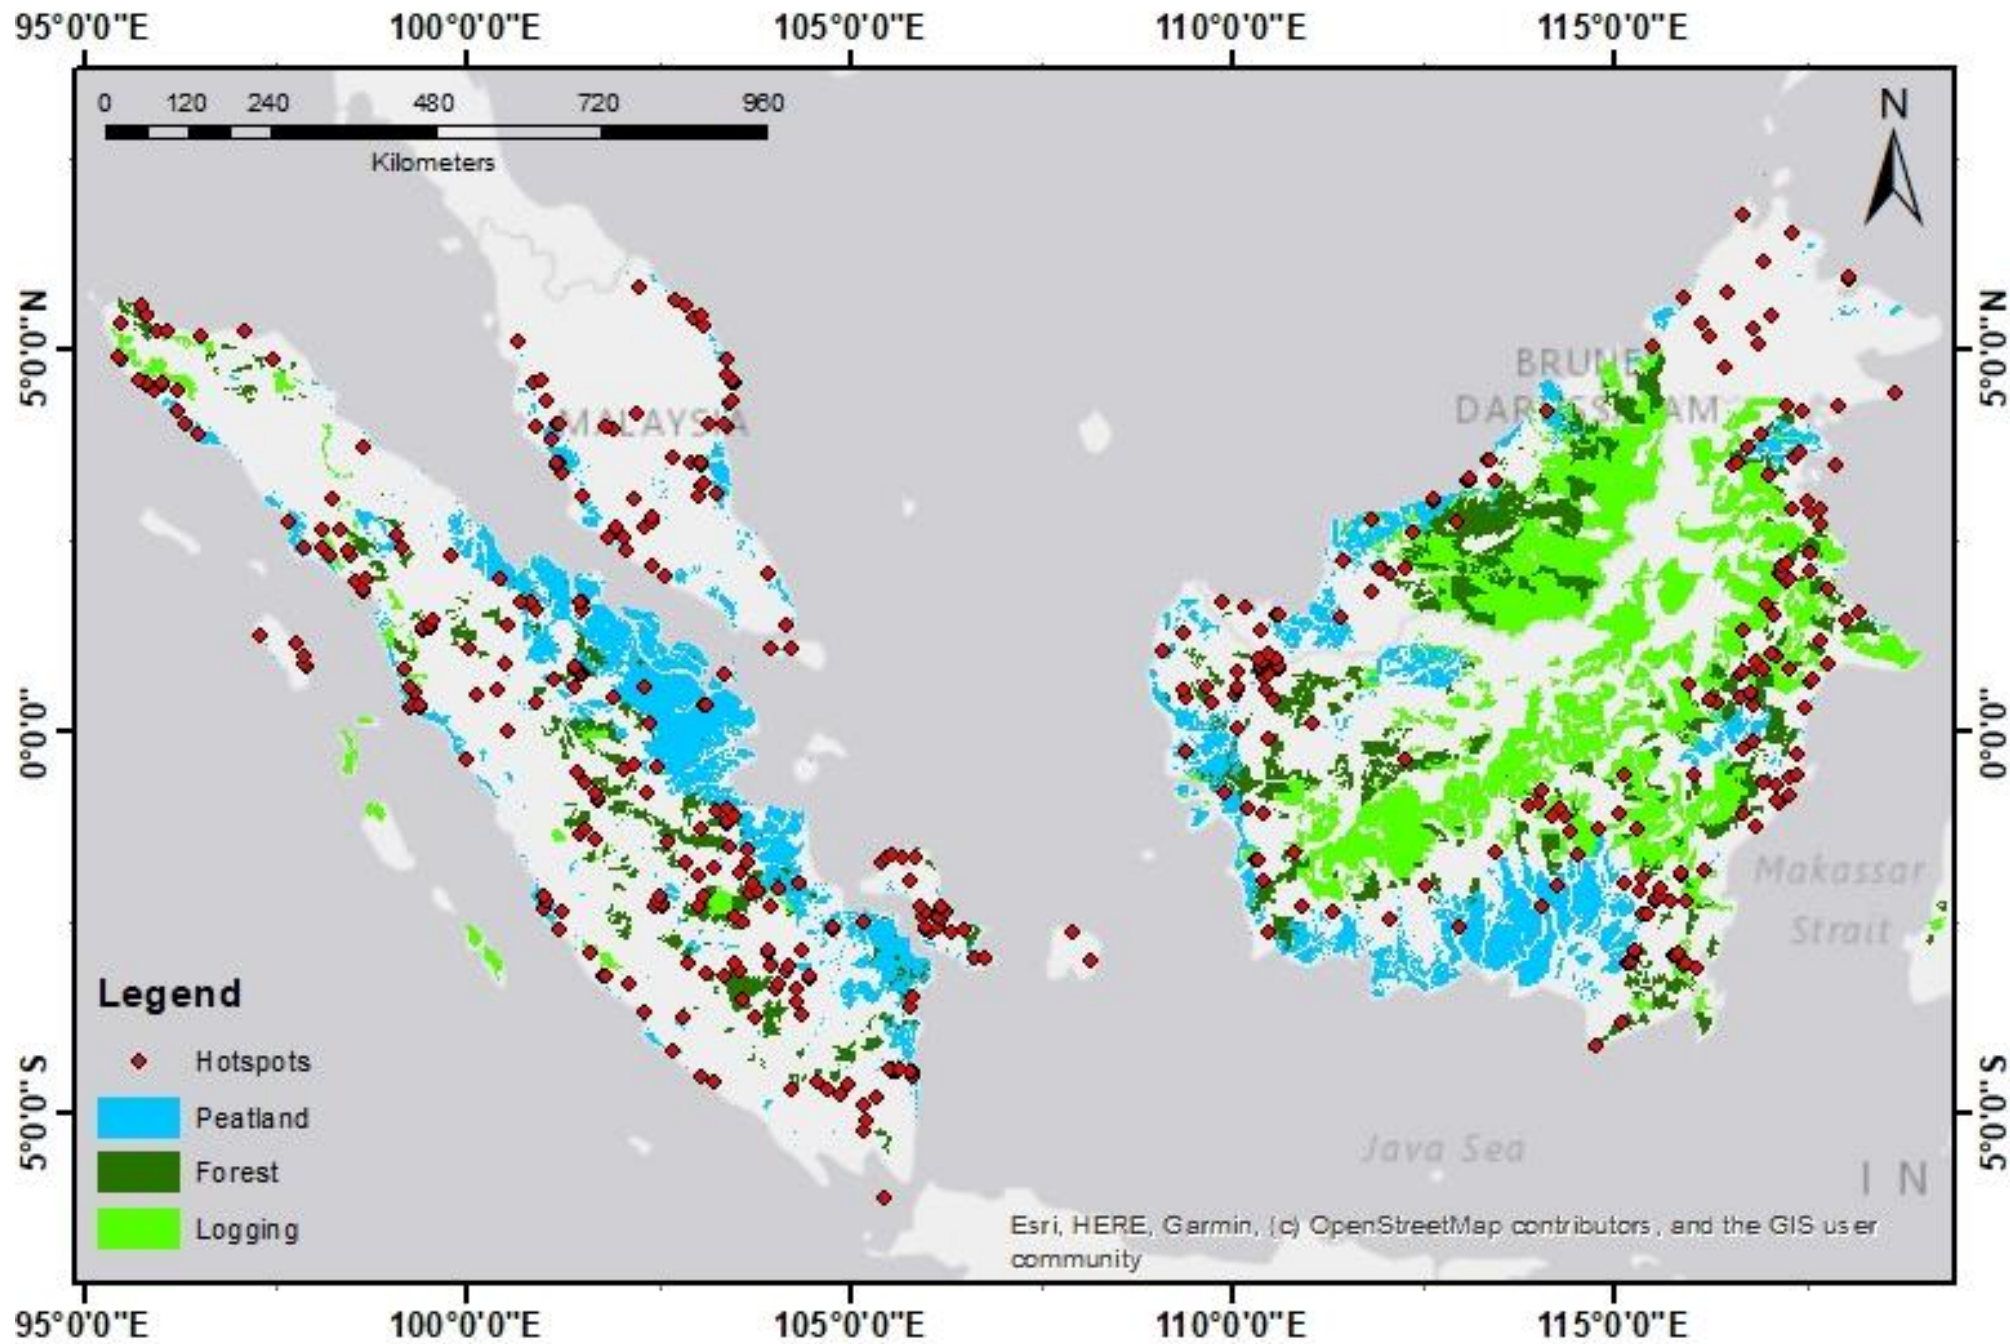 95°0'0"E 100°0'0"E 105°0'0"E 110°0'0"E 115°0'0"E
0 120 240 480 720 960
Kilometers
N
5°0'0"N
5°0'0"N
BRUNEI
DARUSSALAM
MALAYSIA
0°0'0"
0°0'0"
Makassar
Strait
Legend
Hotspots
Peatland
Forest
Logging
5°0'0"S
5°0'0"S
Java Sea
I N
Esri, HERE, Garmin, (c) OpenStreetMap contributors, and the GIS user
community
95°0'0"E 100°0'0"E 105°0'0"E 110°0'0"E 115°0'0"E